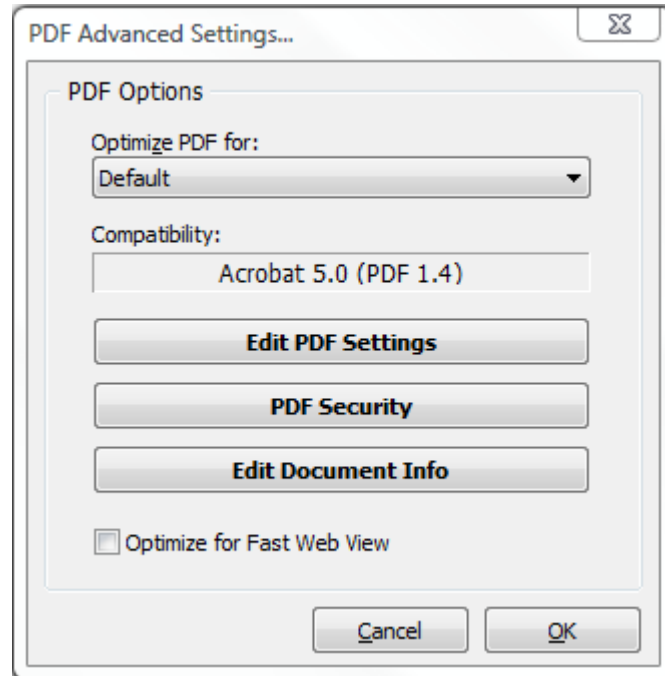 PDF Advanced Settings...
PDF Options
Optimize PDF for:
Default
Compatibility:
Acrobat 5.0 (PDF 1.4)
Edit PDF Settings
PDF Security
Edit Document Info
Optimize for Fast Web View
Cancel
OK